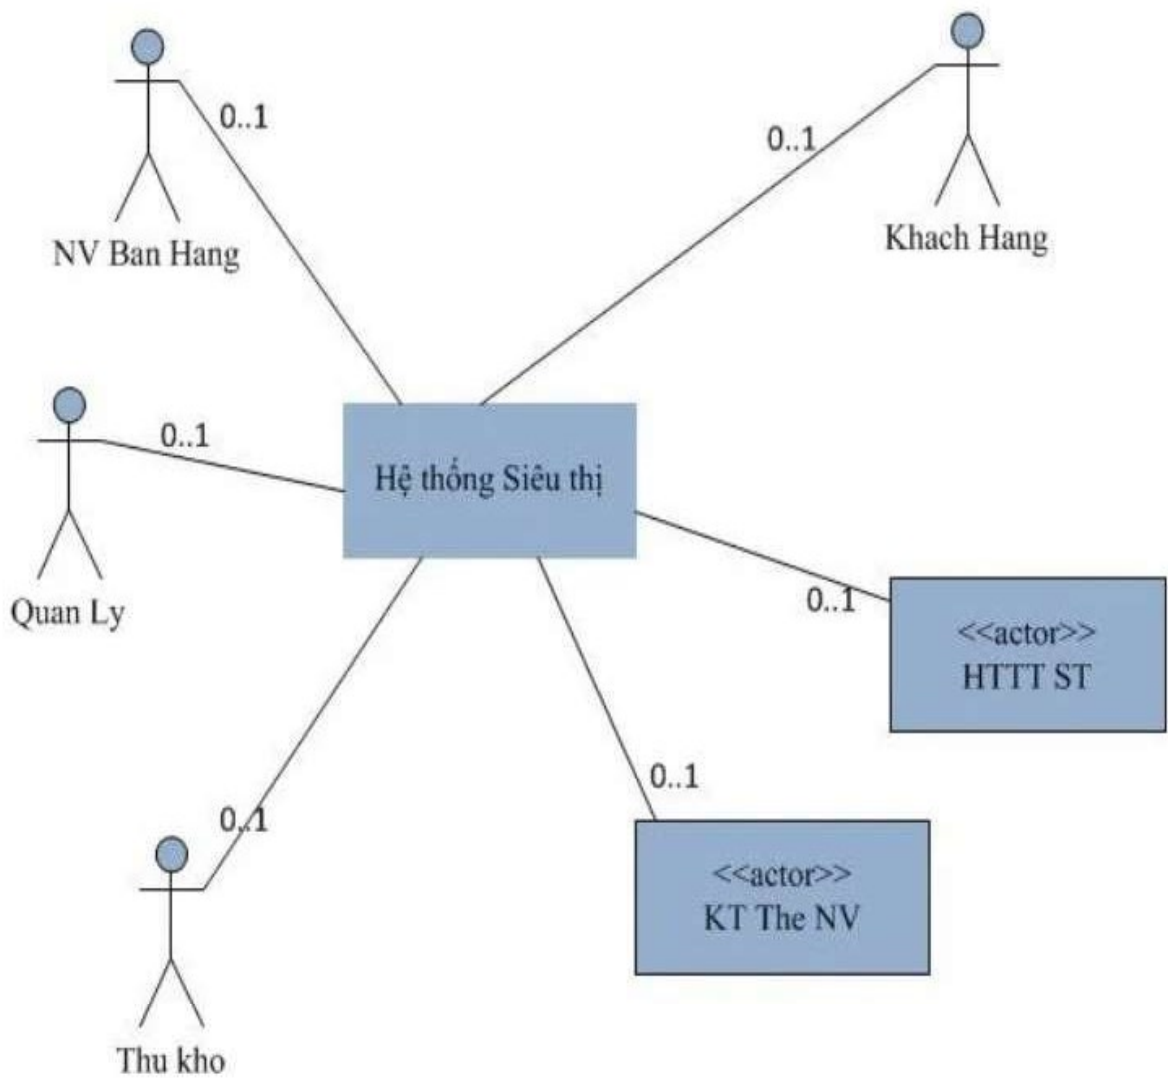 0..1
0..1
NV Ban Hang
Khach Hang
0..1
Hệ thống Siêu thị
Quan Ly
0..1
<<actor>>
HTTT ST
0..1
0..1
<<actor>>
KT The NV
Thu kho